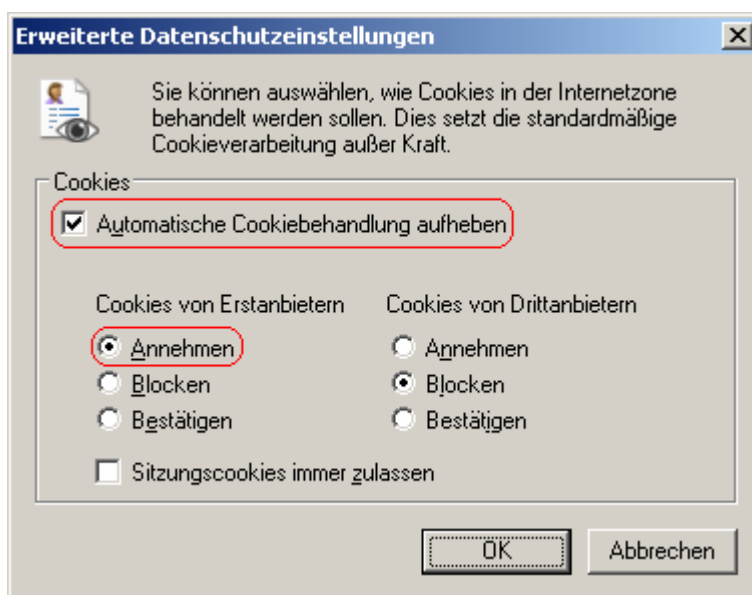 Erweiterte Datenschutzeinstellungen
Sie können auswählen, wie Cookies in der Internetzone
behandelt werden sollen. Dies setzt die standardmäßige
Cookieverarbeitung außer Kraft.
Cookies
Automatische Cookiebehandlung aufheben
Cookies von Erstanbietern
Cookies von Drittanbietern
Annehmen
Annehmen
Blocken
Blocken
Bestätigen
Bestätigen
Sitzungscookies immer zulassen
OK
Abbrechen